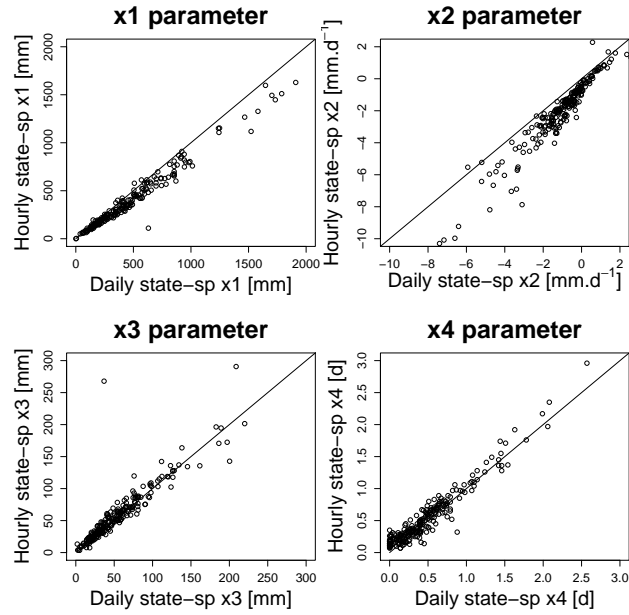 x1 parameter
Hourly state−sp x1 [mm]
0 500 1000 1500 2000
0 500 1000 1500 2000
Daily state−sp x1 [mm]
x2 parameter
Hourly state−sp x2 [mm.d⁻¹]
−10 −8 −6 −4 −2 0 2
−10 −8 −6 −4 −2 0 2
Daily state−sp x2 [mm.d⁻¹]
x3 parameter
Hourly state−sp x3 [mm]
0 50 100 150 200 250 300
0 50 100 150 200 250 300
Daily state−sp x3 [mm]
x4 parameter
Hourly state−sp x4 [d]
0.0 0.5 1.0 1.5 2.0 2.5 3.0
0.0 0.5 1.0 1.5 2.0 2.5 3.0
Daily state−sp x4 [d]